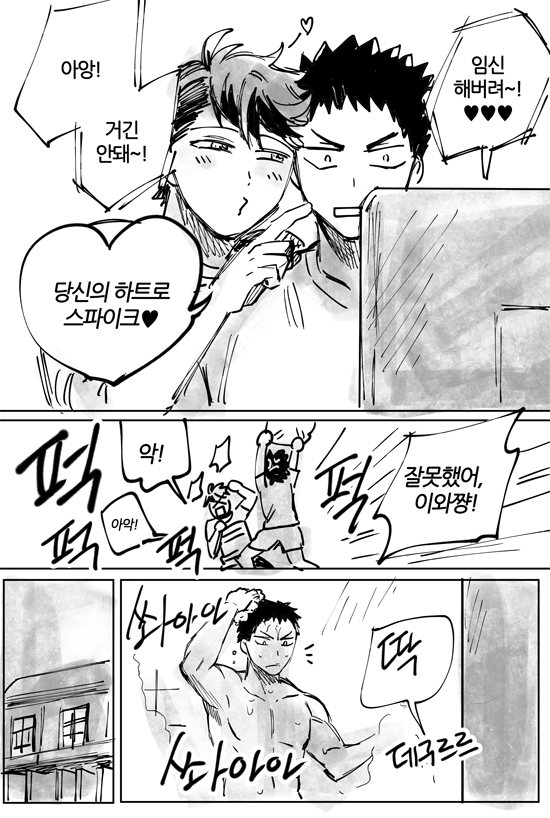 아앙!
거긴
안돼~!
임신
해버려~!
♥♥♥
당신의 하트로
스파이크♥
퍽
퍽
악!
아악!
퍽
퍽
잘못했어,
이와쨩!
쏴아아아
쏴아아아
딱
데구르르